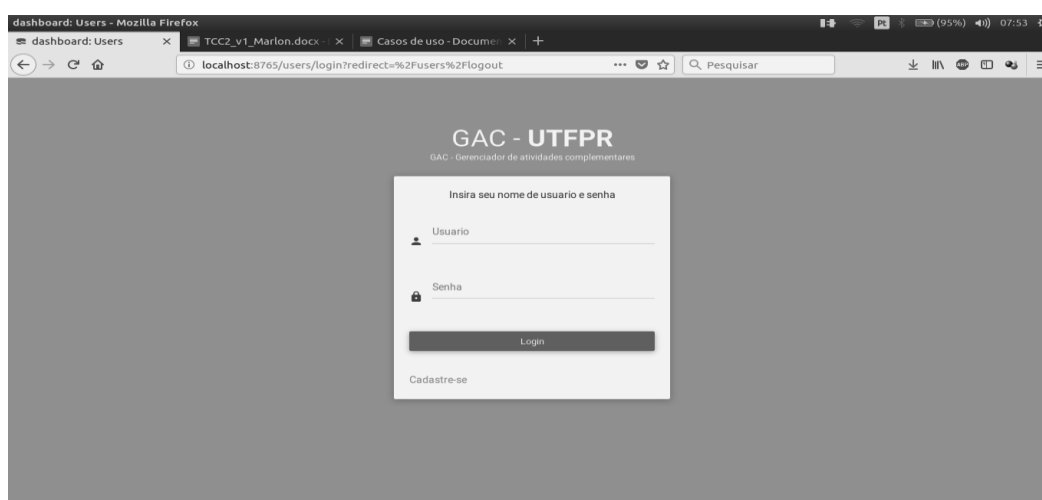 dashboard: Users - Mozilla Firefox
Pt (95%) 07:53
dashboard: Users
TCC2_v1_Marlon.docx -
Casos de uso - Documen
localhost:8765/users/login?redirect=%2Fusers%2Flogout
Pesquisar
ABP
GAC - UTFPR
GAC - Gerenciador de atividades complementares
Insira seu nome de usuario e senha
Usuario
Senha
Login
Cadastre-se